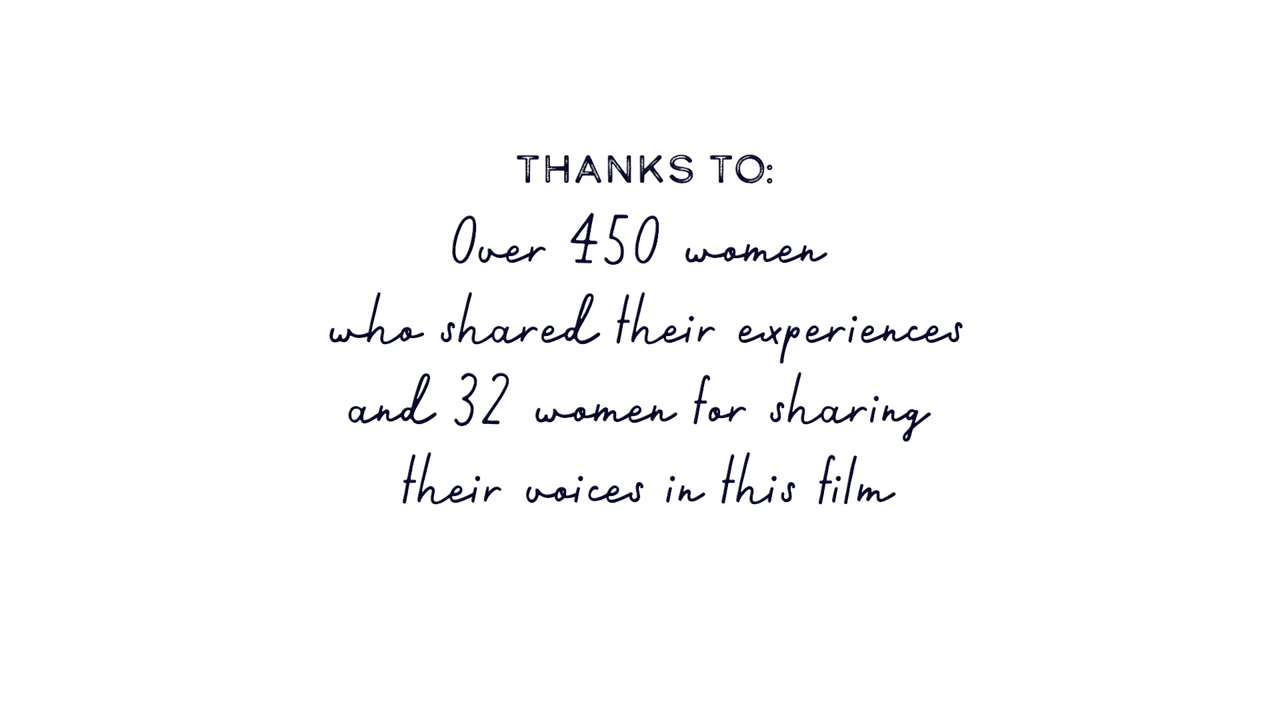 THANKS TO:
Over 450 women
who shared their experiences
and 32 women for sharing
their voices in this film